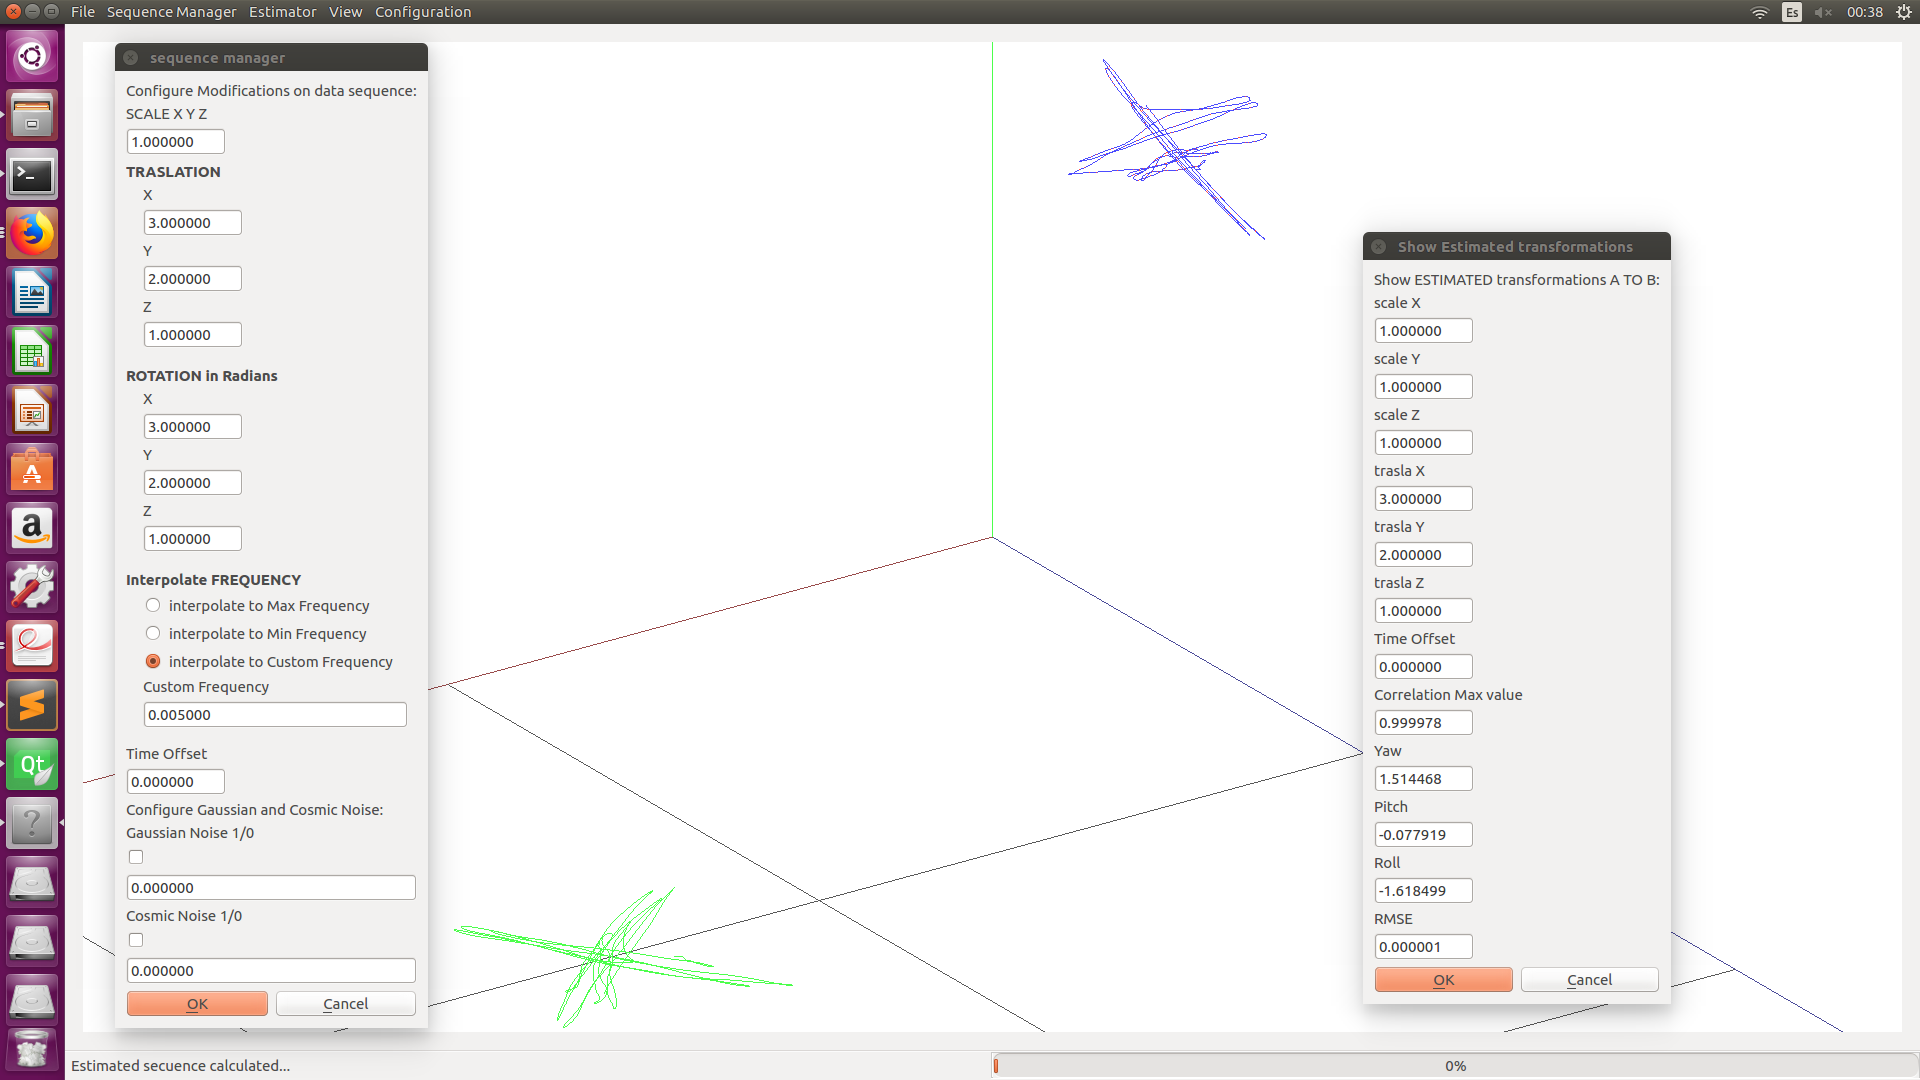 File Sequence Manager Estimator View Configuration
Es 00:38
sequence manager
Configure Modifications on data sequence:
SCALE X Y Z
1.000000
TRASLATION
X
3.000000
Y
2.000000
Z
1.000000
ROTATION in Radians
X
3.000000
Y
2.000000
Z
1.000000
Interpolate FREQUENCY
interpolate to Max Frequency
interpolate to Min Frequency
interpolate to Custom Frequency
Custom Frequency
0.005000
Time Offset
0.000000
Configure Gaussian and Cosmic Noise:
Gaussian Noise 1/0
0.000000
Cosmic Noise 1/0
0.000000
OK Cancel
Show Estimated transformations
Show ESTIMATED transformations A TO B:
scale X
1.000000
scale Y
1.000000
scale Z
1.000000
trasla X
3.000000
trasla Y
2.000000
trasla Z
1.000000
Time Offset
0.000000
Correlation Max value
0.999978
Yaw
1.514468
Pitch
-0.077919
Roll
-1.618499
RMSE
0.000001
OK Cancel
Qt
Estimated secuence calculated...
0%